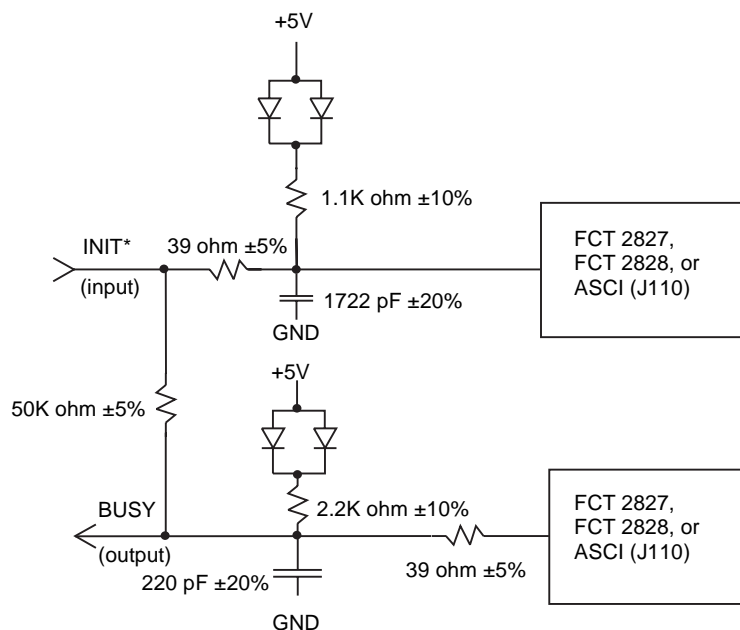 +5V
1.1K ohm ±10%
39 ohm ±5%
INIT*
(input)
FCT 2827,
FCT 2828, or
ASCI (J110)
1722 pF ±20%
GND
+5V
50K ohm ±5%
BUSY
(output)
2.2K ohm ±10%
FCT 2827,
FCT 2828, or
ASCI (J110)
39 ohm ±5%
220 pF ±20%
GND